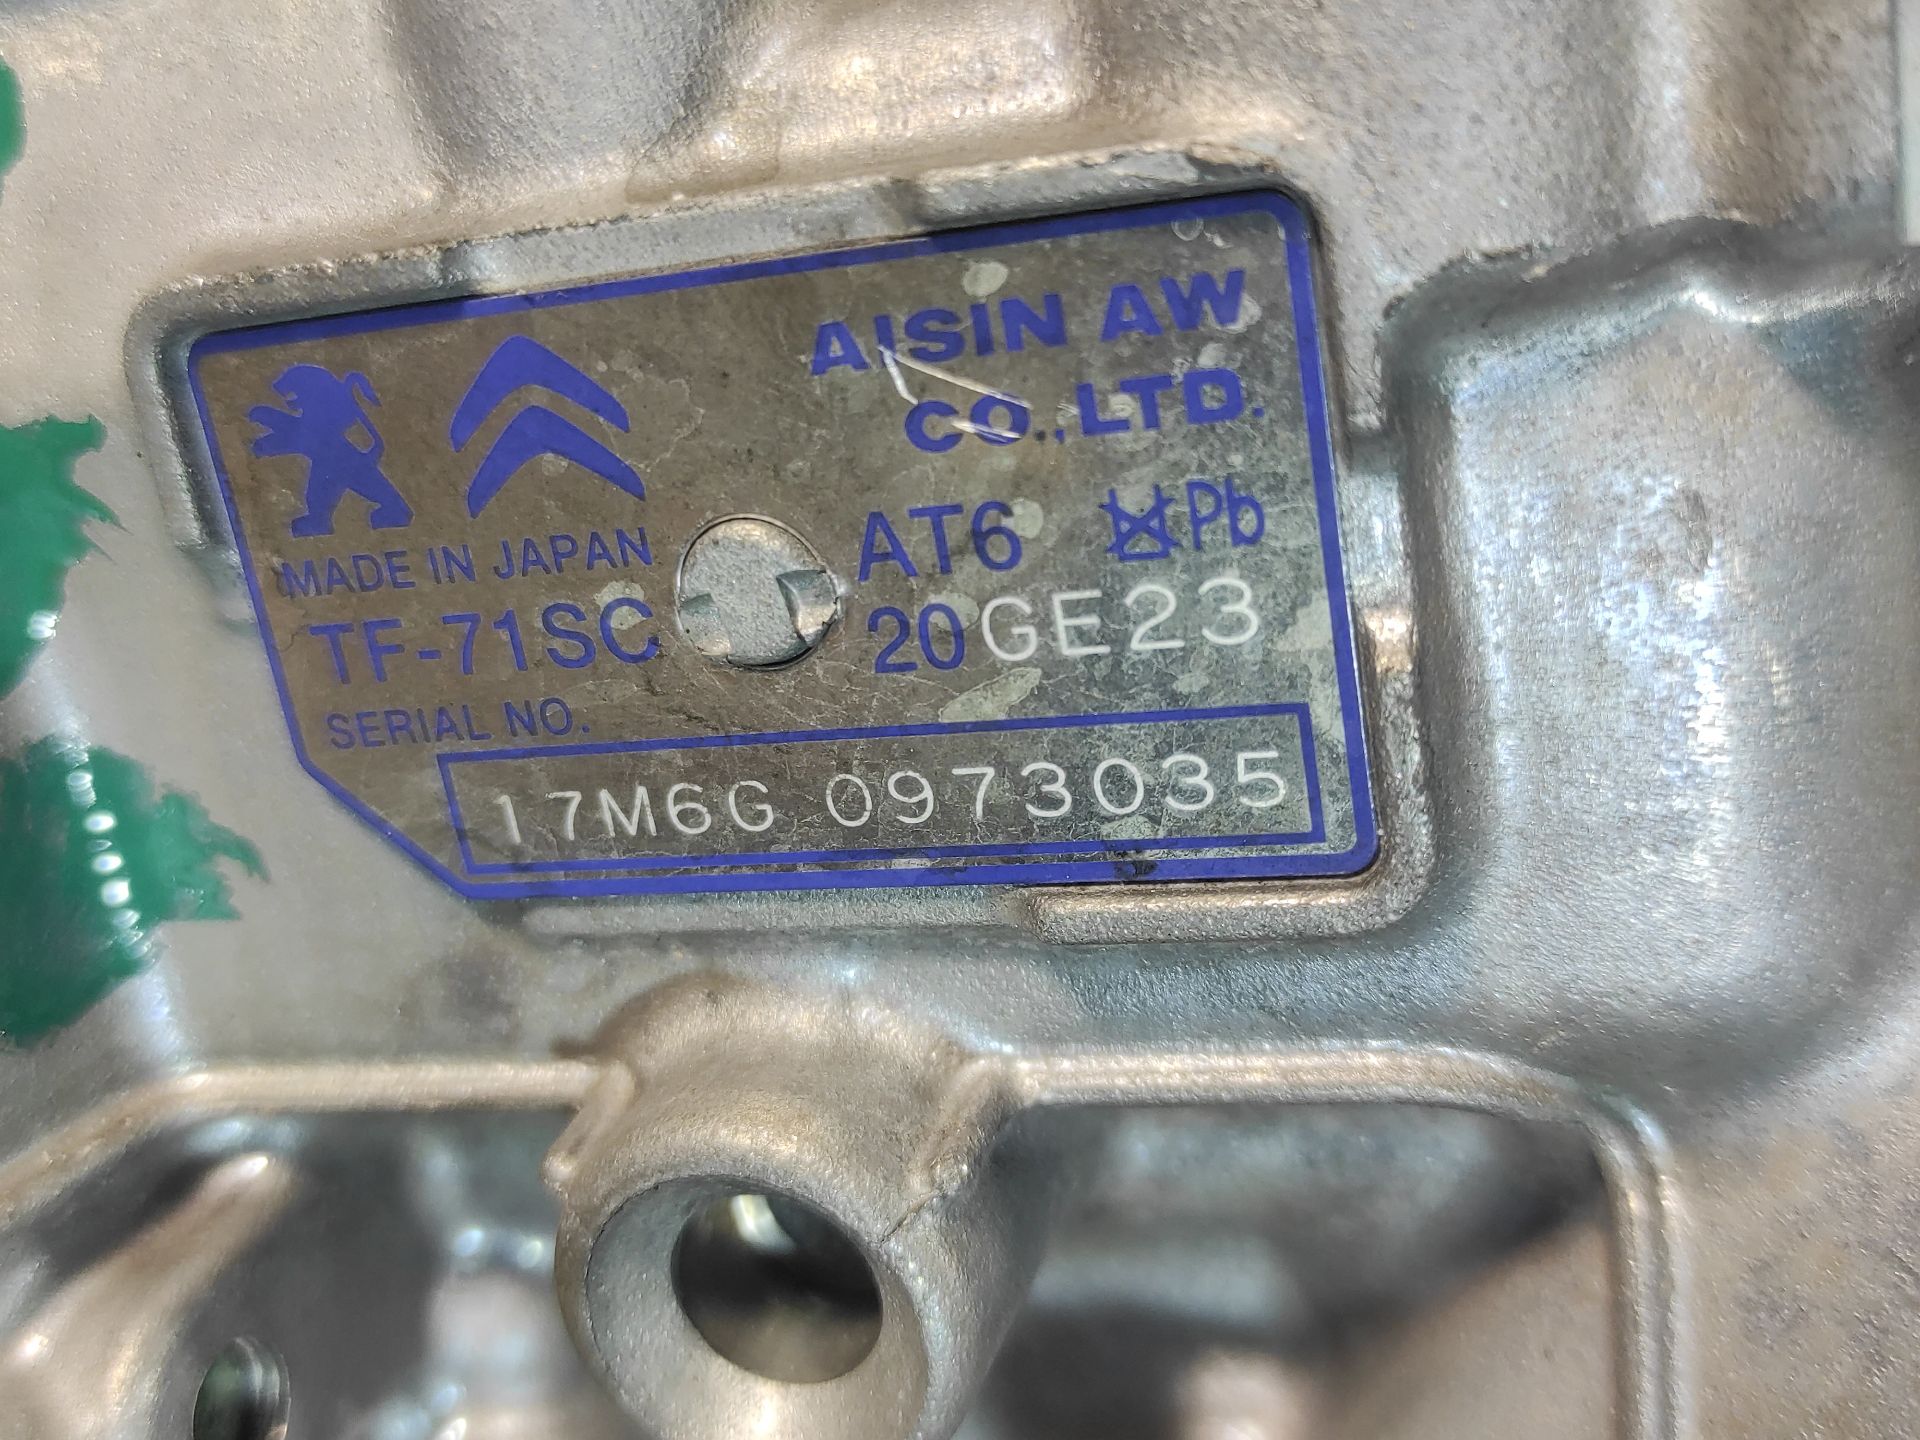 AISIN AW
CO.,LTD.
MADE IN JAPAN
AT6 Pb
TF-71SC
20GE23
SERIAL NO.
17M6G 0973035